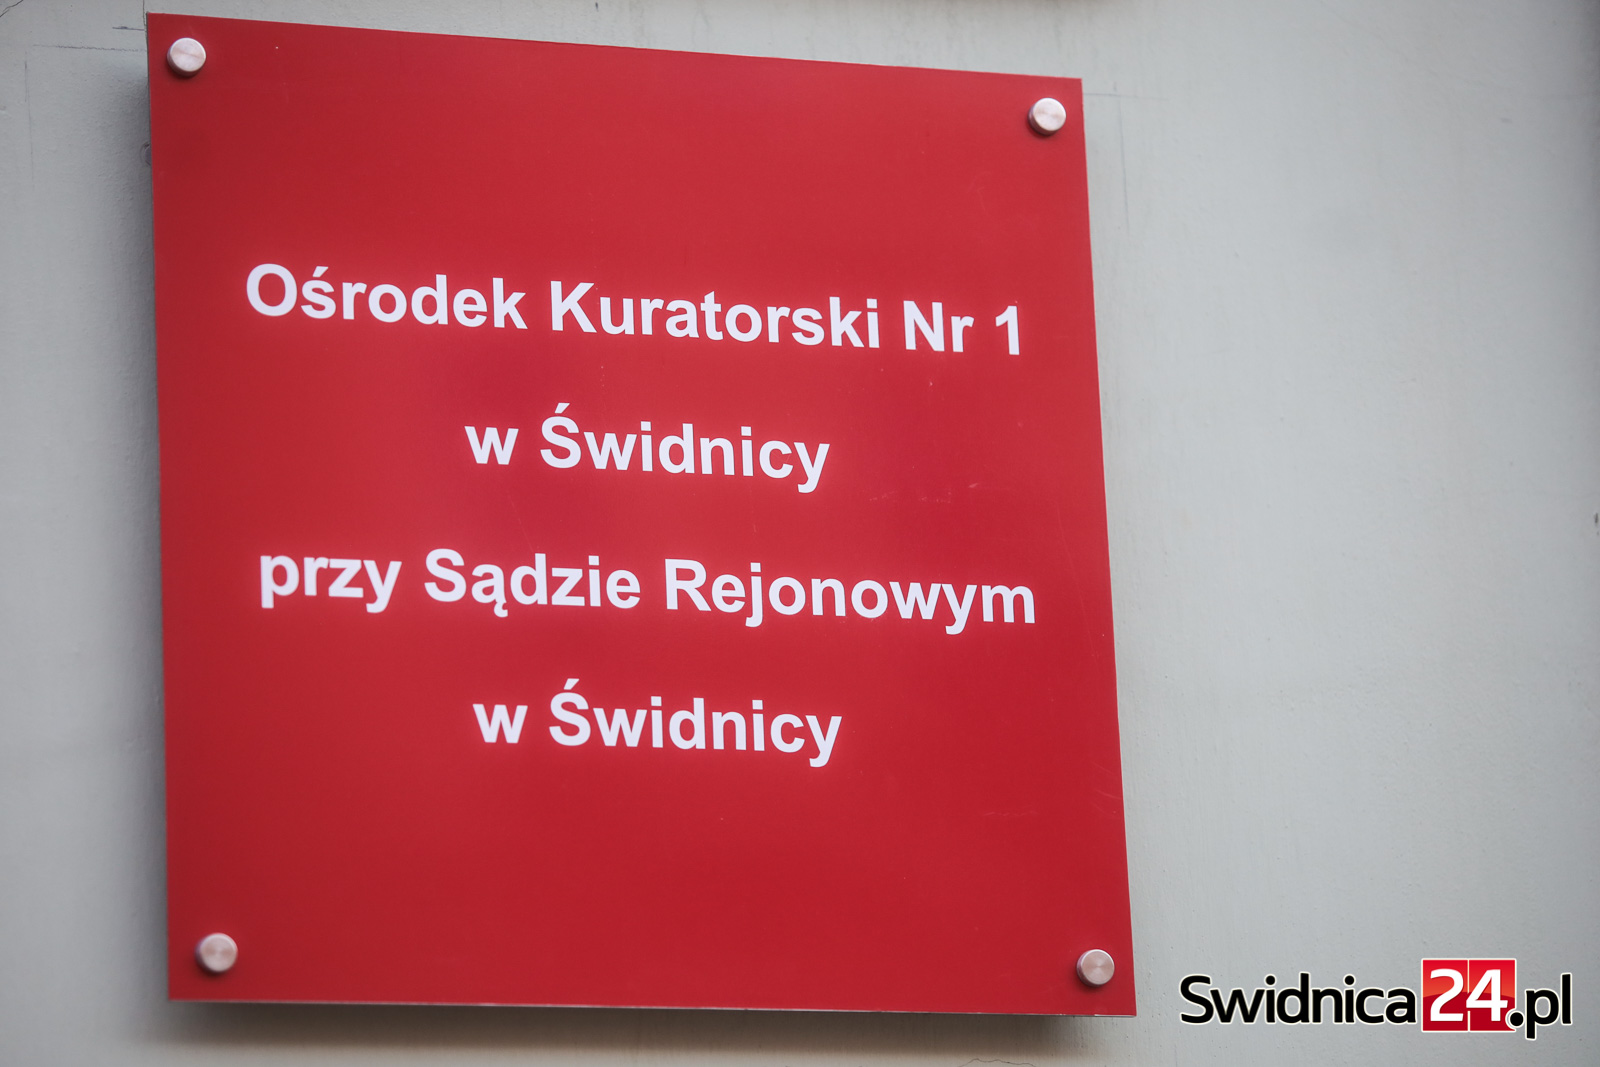 Ośrodek Kuratorski Nr 1
w Świdnicy
przy Sądzie Rejonowym
w Świdnicy
Swidnica24.pl